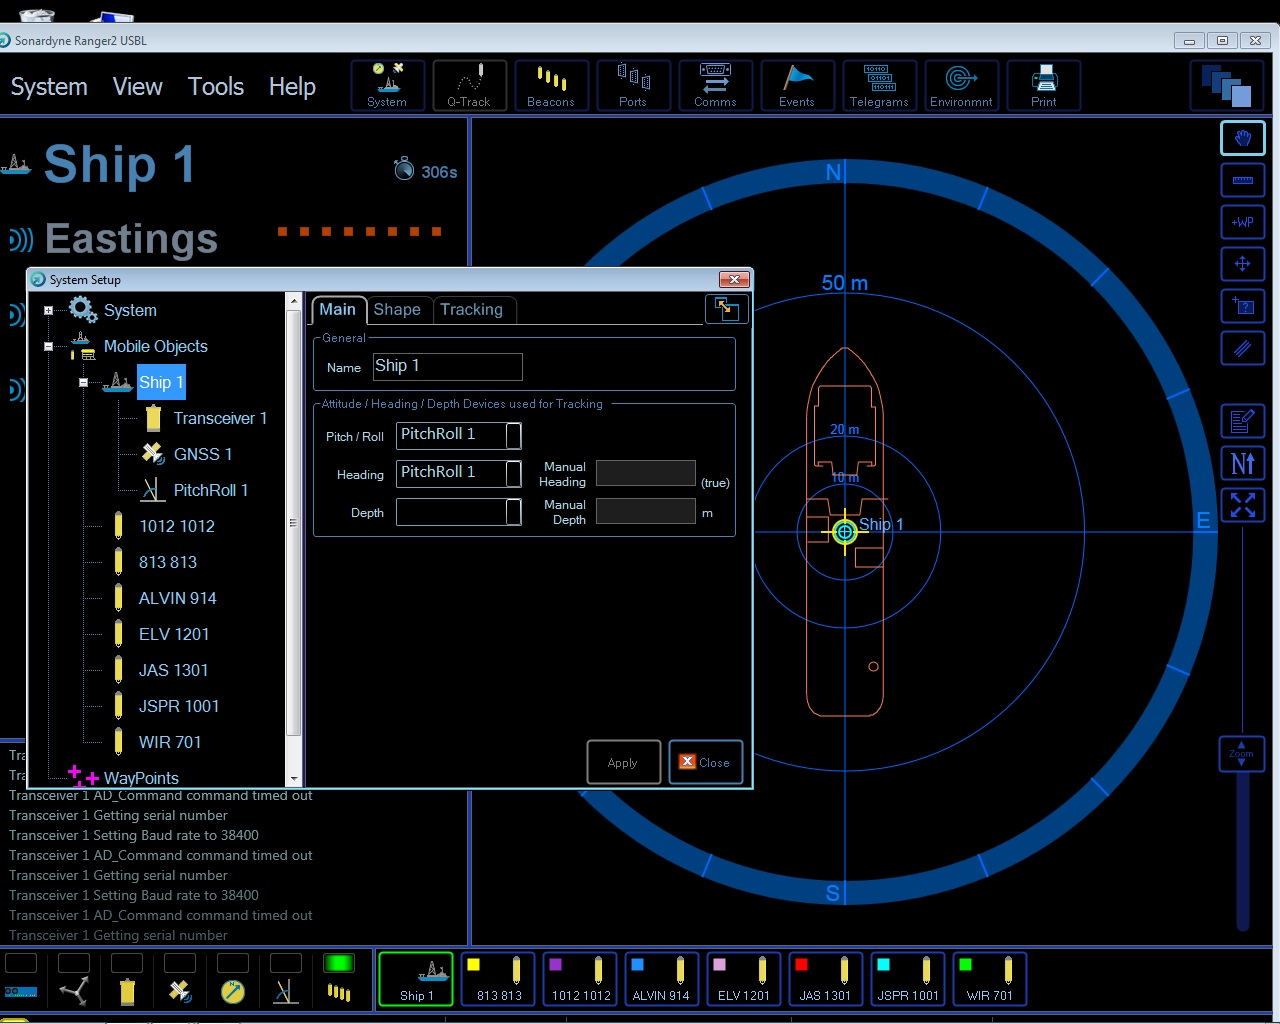 Sonardyne Ranger2 USBL
System View Tools Help
System
Q-Track
Beacons
Ports
Comms
Events
Telegrams
Environmnt
Print
Ship 1
306s
Eastings
System Setup
System
Mobile Objects
Ship 1
Transceiver 1
GNSS 1
PitchRoll 1
1012 1012
813 813
ALVIN 914
ELV 1201
JAS 1301
JSPR 1001
WIR 701
WayPoints
Main
Shape
Tracking
General
Name Ship 1
Attitude / Heading / Depth Devices used for Tracking
Pitch / Roll PitchRoll 1
Heading PitchRoll 1
Manual Heading
(true)
Depth
Manual Depth
m
Apply
Close
N
50 m
20 m
10 m
Ship 1
E
S
+WP
?
N
Zoom
Tra
Tra
Transceiver 1 AD_Command command timed out
Transceiver 1 Getting serial number
Transceiver 1 Setting Baud rate to 38400
Transceiver 1 AD_Command command timed out
Transceiver 1 Getting serial number
Transceiver 1 Setting Baud rate to 38400
Transceiver 1 AD_Command command timed out
Transceiver 1 Getting serial number
Ship 1
813 813
1012 1012
ALVIN 914
ELV 1201
JAS 1301
JSPR 1001
WIR 701